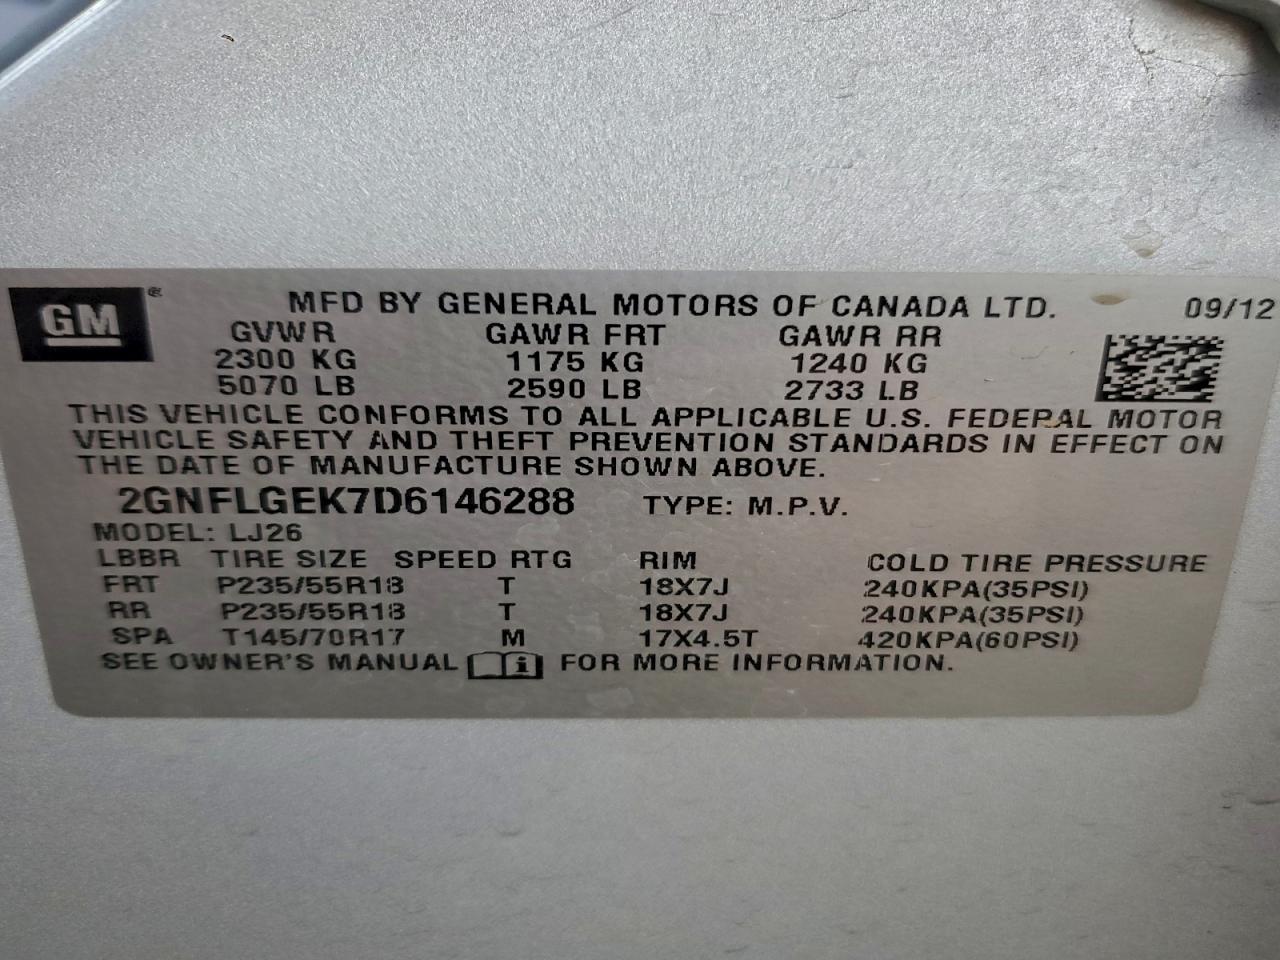 GM® MFD BY GENERAL MOTORS OF CANADA LTD. 09/12
GVWR GAWR FRT GAWR RR
2300 KG 1175 KG 1240 KG
5070 LB 2590 LB 2733 LB
THIS VEHICLE CONFORMS TO ALL APPLICABLE U.S. FEDERAL MOTOR
VEHICLE SAFETY AND THEFT PREVENTION STANDARDS IN EFFECT ON
THE DATE OF MANUFACTURE SHOWN ABOVE.
2GNFLGEK7D6146288 TYPE: M.P.V.
MODEL: LJ26
LBBR TIRE SIZE SPEED RTG RIM COLD TIRE PRESSURE
FRT P235/55R18 T 18X7J 240KPA(35PSI)
RR P235/55R18 T 18X7J 240KPA(35PSI)
SPA T145/70R17 M 17X4.5T 420KPA(60PSI)
SEE OWNER'S MANUAL i FOR MORE INFORMATION.